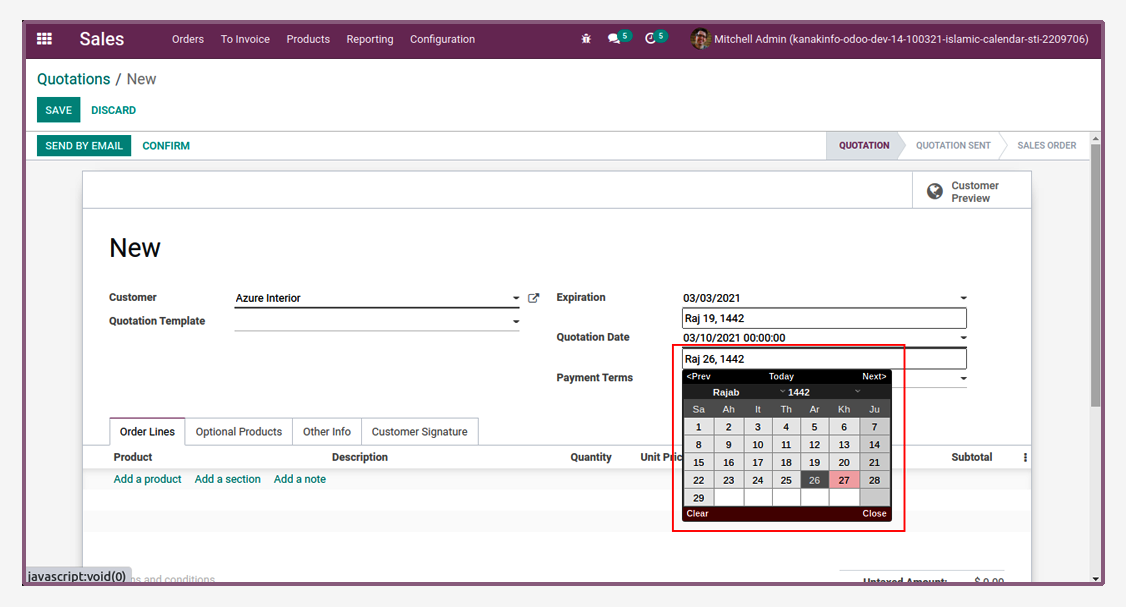 Sales Orders To Invoice Products Reporting Configuration 5 5 Mitchell Admin (kanakinfo-odoo-dev-14-100321-islamic-calendar-sti-2209706)
Quotations / New
SAVE DISCARD
SEND BY EMAIL CONFIRM QUOTATION QUOTATION SENT SALES ORDER
Customer
Preview
New
Customer Azure Interior Expiration 03/03/2021
Raj 19, 1442
Quotation Template
Quotation Date 03/10/2021 00:00:00
Raj 26, 1442
Payment Terms
<Prev Today Next>
Rajab 1442
Sa Ah It Th Ar Kh Ju
1 2 3 4 5 6 7
8 9 10 11 12 13 14
15 16 17 18 19 20 21
22 23 24 25 26 27 28
29
Clear Close
Order Lines Optional Products Other Info Customer Signature
Product Description Quantity Unit Pric Subtotal
Add a product Add a section Add a note
javascript:void(0) ms and conditions
Untaxed Amount: $ 0.00